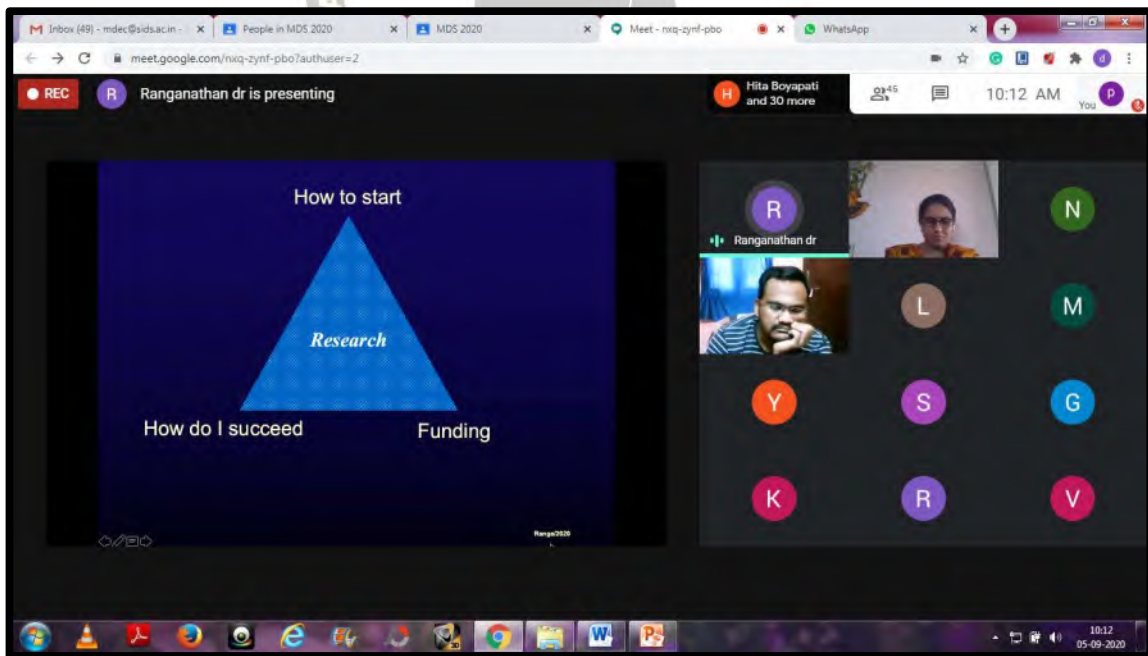 Inbox (49) - mdec@sids.ac.in -
People in MDS 2020
MDS 2020
Meet - nxq-zynf-pbo
WhatsApp
meet.google.com/nxq-zynf-pbo?authuser=2
d
REC
R
Ranganathan dr is presenting
H
Hita Boyapati
and 30 more
45
10:12 AM
You
P
How to start
Research
How do I succeed
Funding
Ranga/2020
R
Ranganathan dr
N
L
M
Y
S
G
K
R
V
10:12
05-09-2020